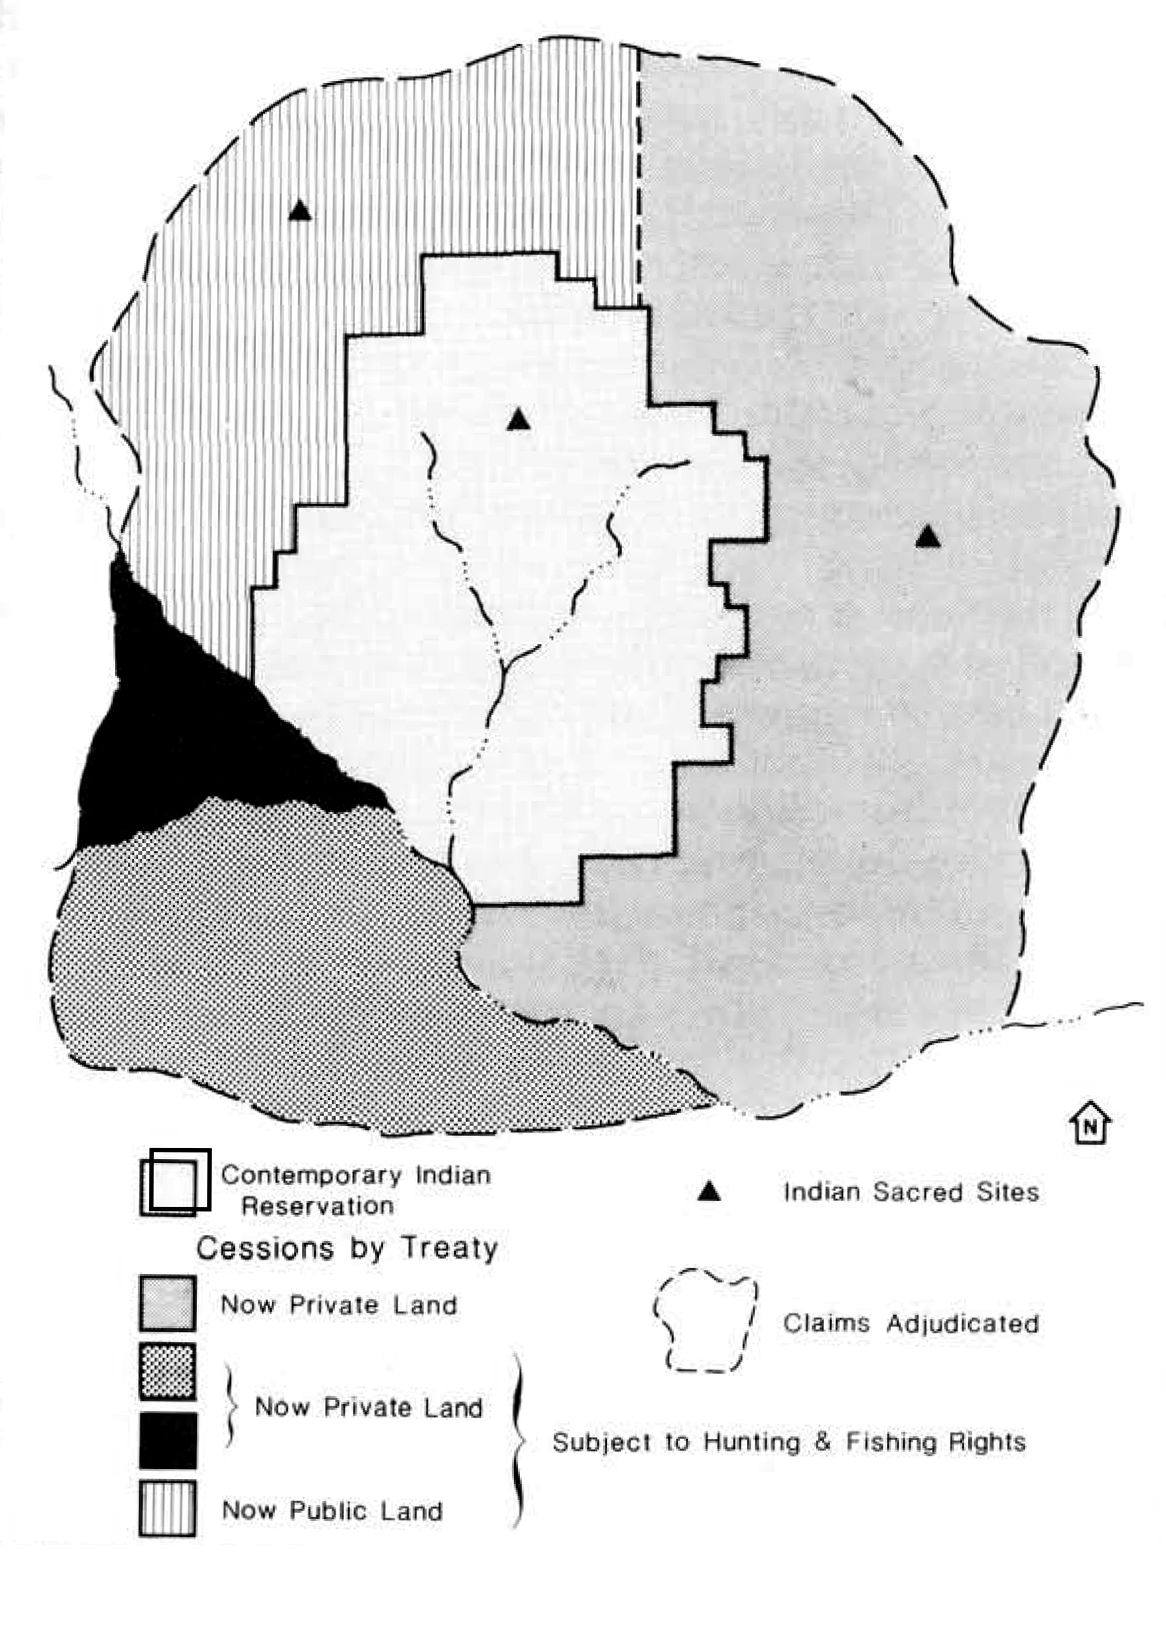 N
Contemporary Indian
Reservation
Indian Sacred Sites
Cessions by Treaty
Now Private Land
Claims Adjudicated
Now Private Land
Subject to Hunting & Fishing Rights
Now Public Land